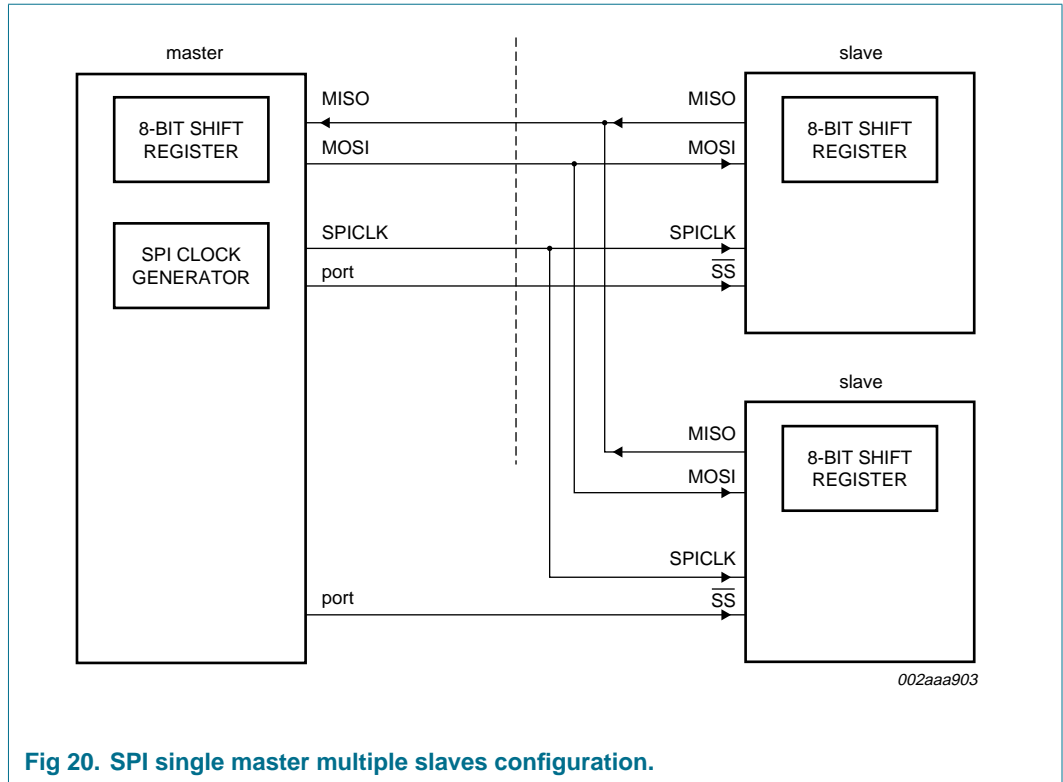 master
slave
MISO
MISO
8-BIT SHIFT
REGISTER
8-BIT SHIFT
REGISTER
MOSI
MOSI
SPICLK
SPICLK
SPI CLOCK
GENERATOR
port
SS
slave
MISO
8-BIT SHIFT
REGISTER
MOSI
SPICLK
port
SS
002aaa903
Fig 20. SPI single master multiple slaves configuration.